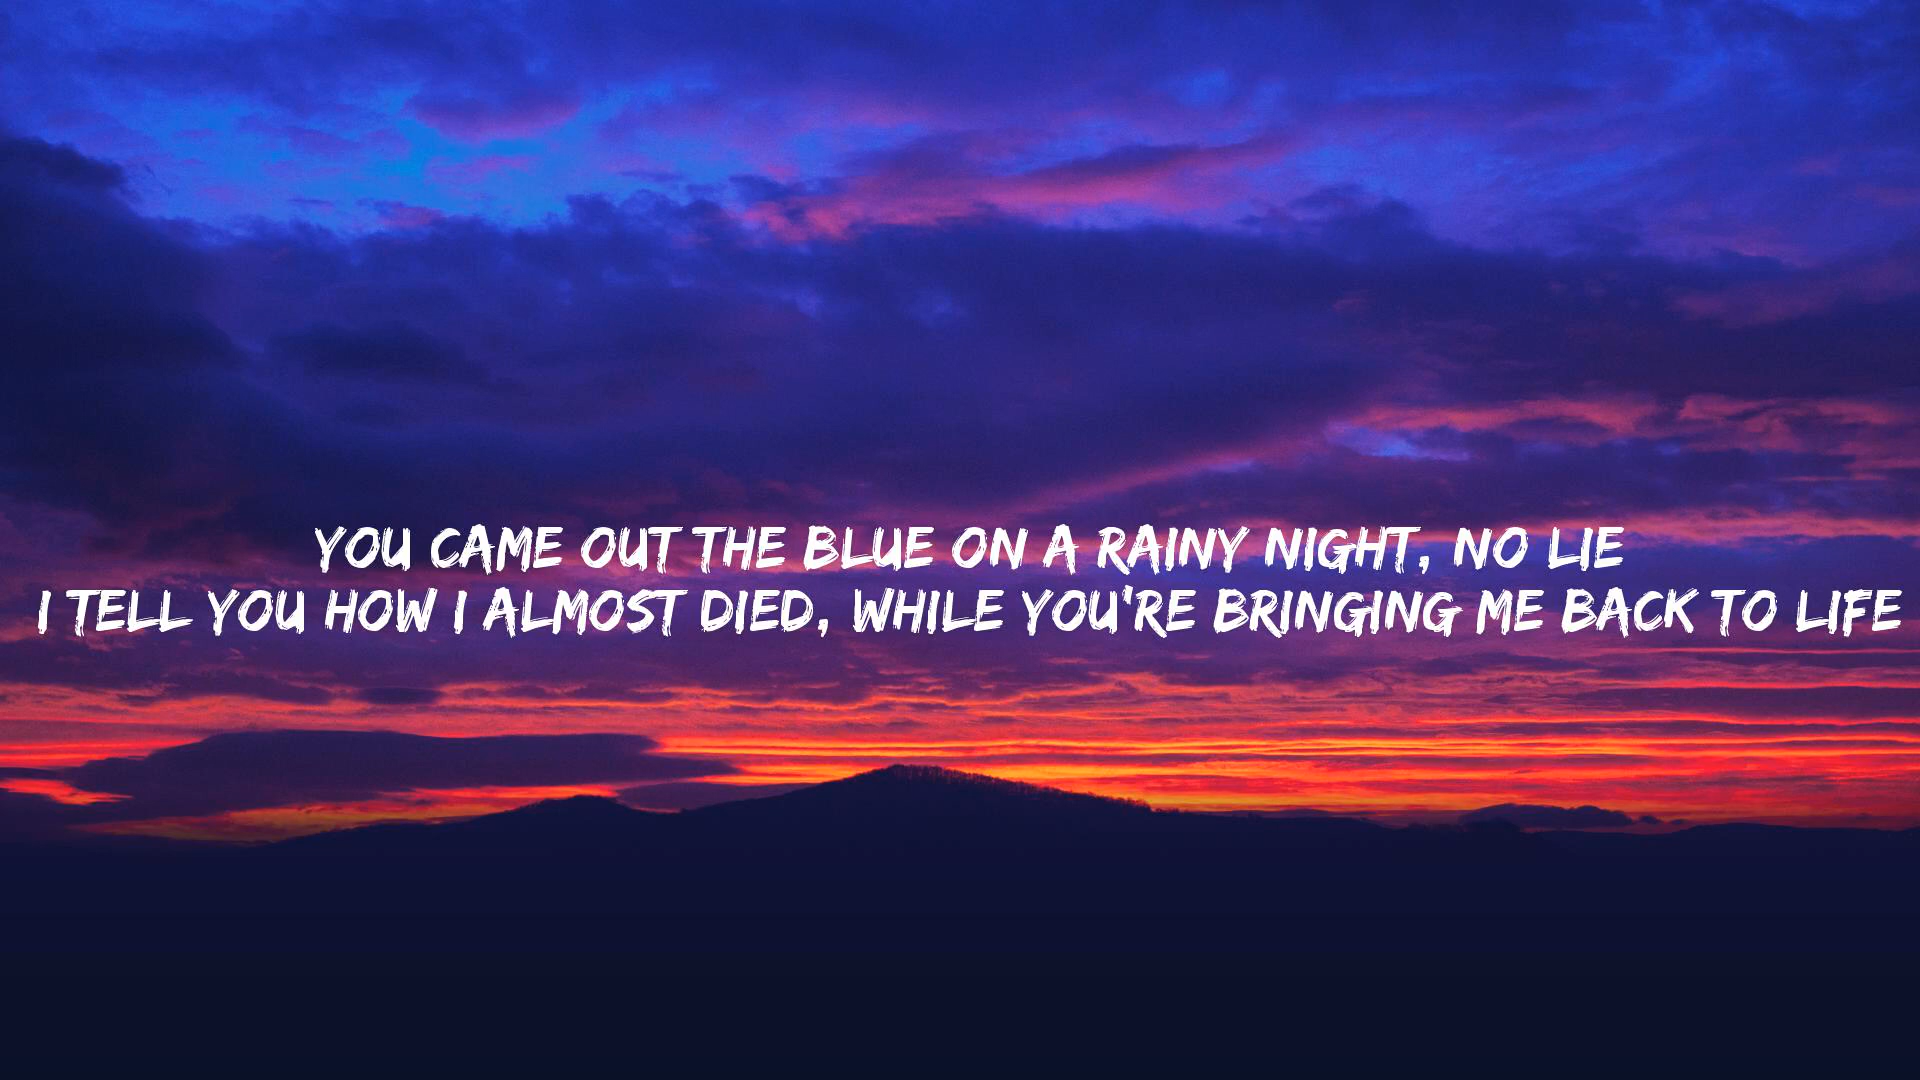 YOU CAME OUT THE BLUE ON A RAINY NIGHT, NO LIE
I TELL YOU HOW I ALMOST DIED, WHILE YOU'RE BRINGING ME BACK TO LIFE